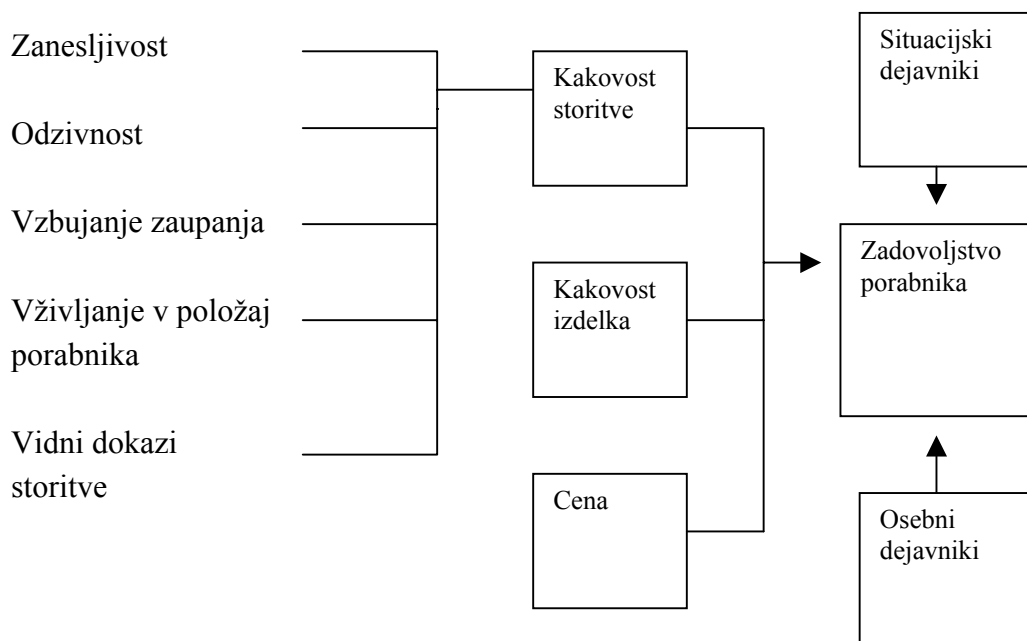 Zanesljivost
Odzivnost
Vzbujanje zaupanja
Vživljanje v položaj
porabnika
Vidni dokazi
storitve
Kakovost
storitve
Kakovost
izdelka
Cena
Situacijski
dejavniki
Zadovoljstvo
porabnika
Osebni
dejavniki